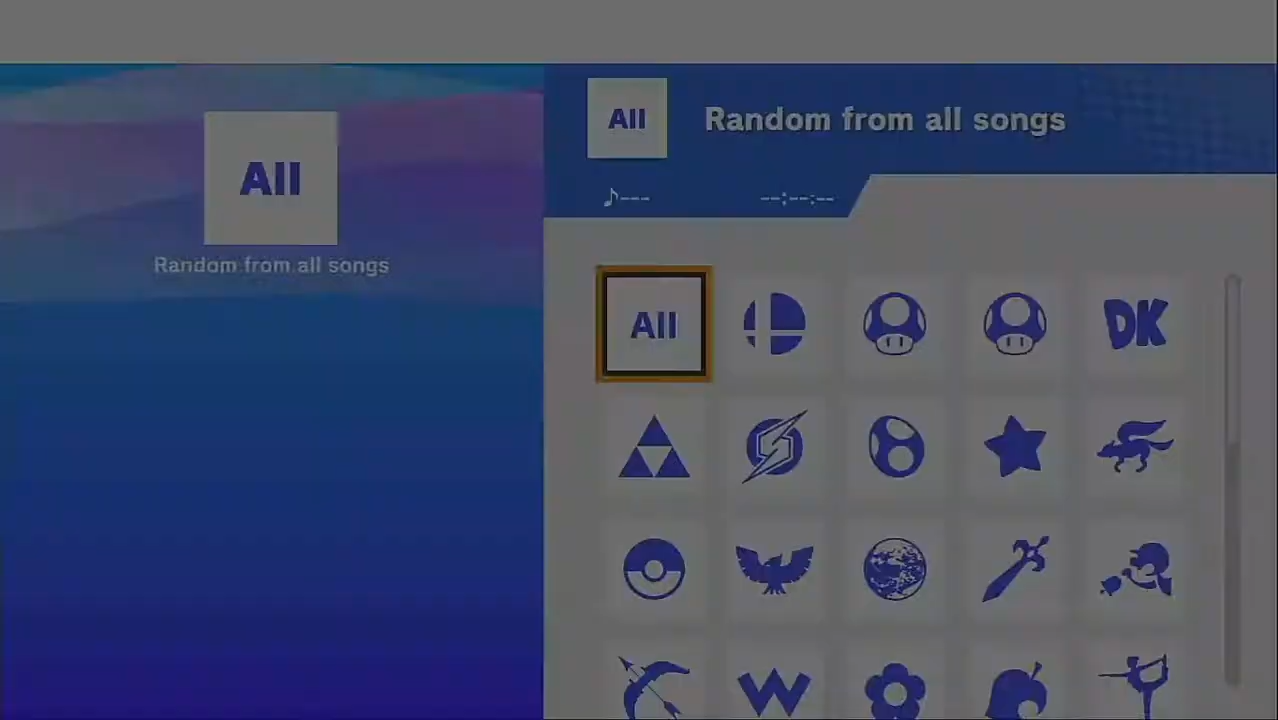 All
Random from all songs
All
Random from all songs
♪--- --:--:--
All
DK